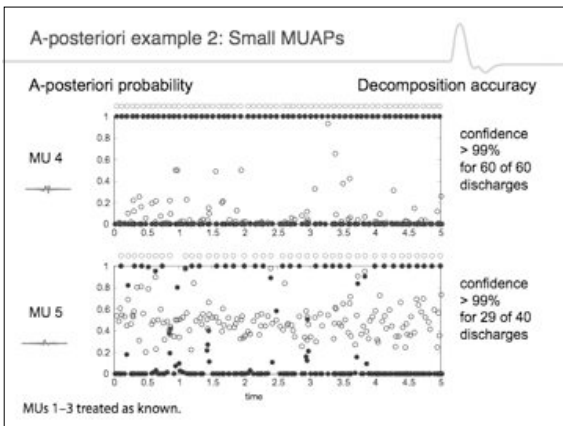 A-posteriori example 2: Small MUAPs
A-posteriori probability
Decomposition accuracy
MU 4
1
0.8
0.6
0.4
0.2
0
0 0.5 1 1.5 2 2.5 3 3.5 4 4.5 5
confidence
> 99%
for 60 of 60
discharges
MU 5
1
0.8
0.6
0.4
0.2
0
0 0.5 1 1.5 2 2.5 3 3.5 4 4.5 5
time
confidence
> 99%
for 29 of 40
discharges
MUs 1–3 treated as known.